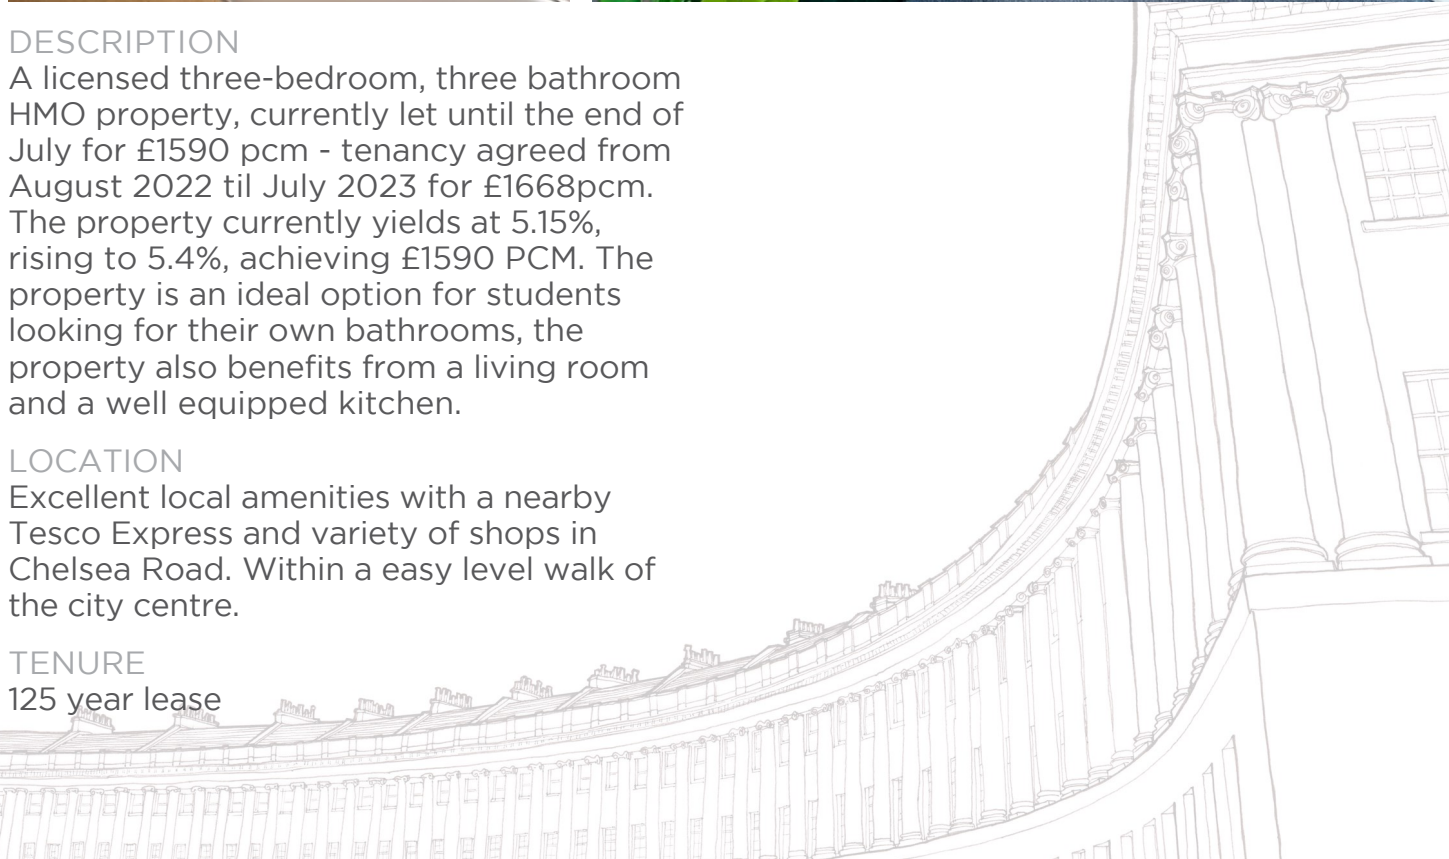 DESCRIPTION
A licensed three-bedroom, three bathroom
HMO property, currently let until the end of
July for £1590 pcm - tenancy agreed from
August 2022 til July 2023 for £1668pcm.
The property currently yields at 5.15%,
rising to 5.4%, achieving £1590 PCM. The
property is an ideal option for students
looking for their own bathrooms, the
property also benefits from a living room
and a well equipped kitchen.
LOCATION
Excellent local amenities with a nearby
Tesco Express and variety of shops in
Chelsea Road. Within a easy level walk of
the city centre.
TENURE
125 year lease